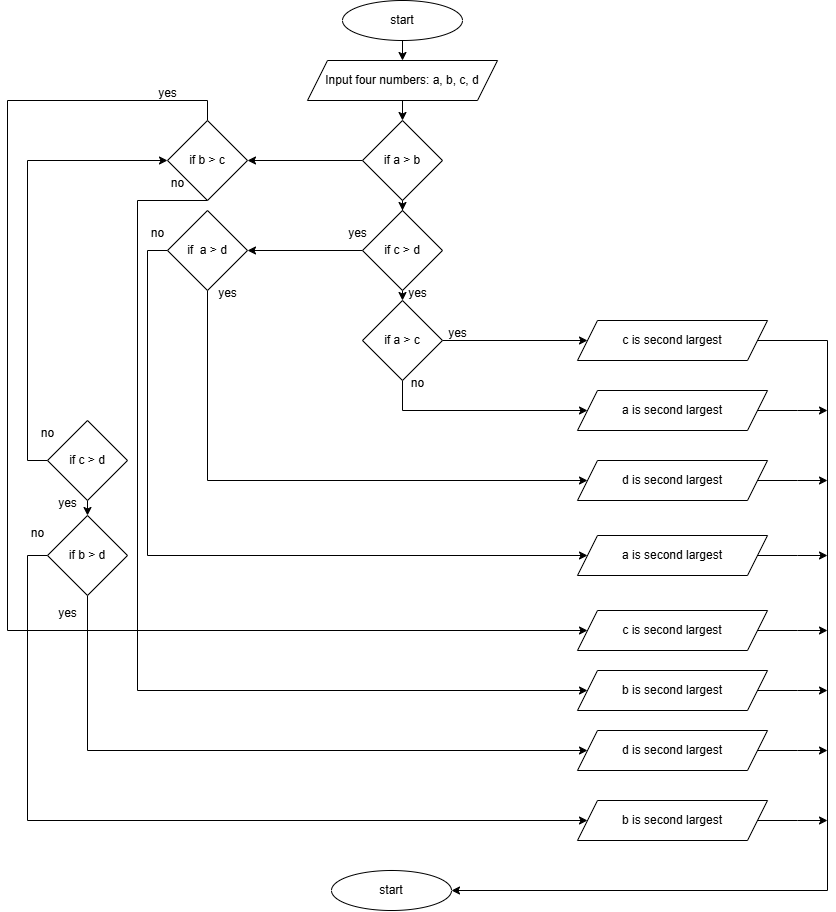 start
Input four numbers: a, b, c, d
yes
if b > c
if a > b
no
no
if  a > d
yes
if c > d
yes
yes
if a > c
yes
c is second largest
no
a is second largest
no
if c > d
d is second largest
yes
no
if b > d
a is second largest
yes
c is second largest
b is second largest
d is second largest
b is second largest
start